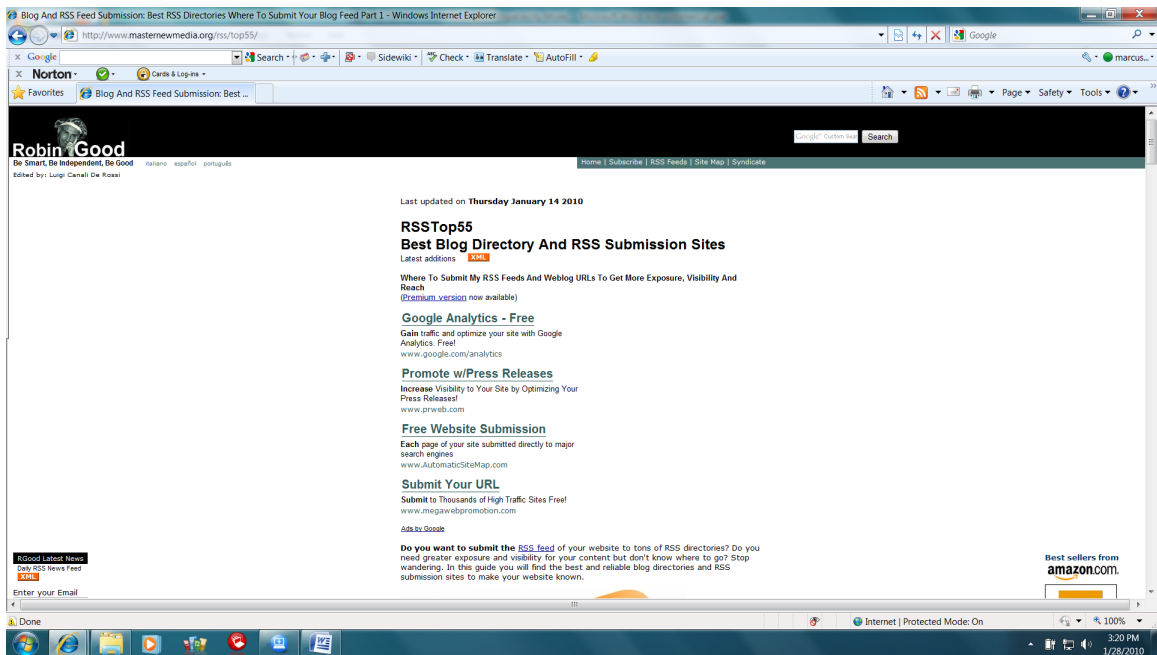 Blog And RSS Feed Submission: Best RSS Directories Where To Submit Your Blog Feed Part 1 - Windows Internet Explorer
http://www.masternewmedia.org/rss/top55/
Google
x Google Search Sidewiki Check Translate AutoFill marcus...
x Norton Cards & Log-ins
Favorites Blog And RSS Feed Submission: Best ... Page Safety Tools
Robin Good
Google™ Custom Sear Search
Be Smart, Be Independent, Be Good italiano español português
Home | Subscribe | RSS Feeds | Site Map | Syndicate
Edited by: Luigi Canali De Rossi
Last updated on Thursday January 14 2010
RSSTop55
Best Blog Directory And RSS Submission Sites
Latest additions XML
Where To Submit My RSS Feeds And Weblog URLs To Get More Exposure, Visibility And
Reach
(Premium version now available)
Google Analytics - Free
Gain traffic and optimize your site with Google
Analytics. Free!
www.google.com/analytics
Promote w/Press Releases
Increase Visibility to Your Site by Optimizing Your
Press Releases!
www.prweb.com
Free Website Submission
Each page of your site submitted directly to major
search engines
www.AutomaticSiteMap.com
Submit Your URL
Submit to Thousands of High Traffic Sites Free!
www.megawebpromotion.com
Ads by Google
Do you want to submit the RSS feed of your website to tons of RSS directories? Do you
need greater exposure and visibility for your content but don't know where to go? Stop
wandering. In this guide you will find the best and reliable blog directories and RSS
submission sites to make your website known.
RGood Latest News
Daily RSS News Feed
XML
Enter your Email
Best sellers from
amazon.com.
Done Internet | Protected Mode: On 100%
3:20 PM
1/28/2010